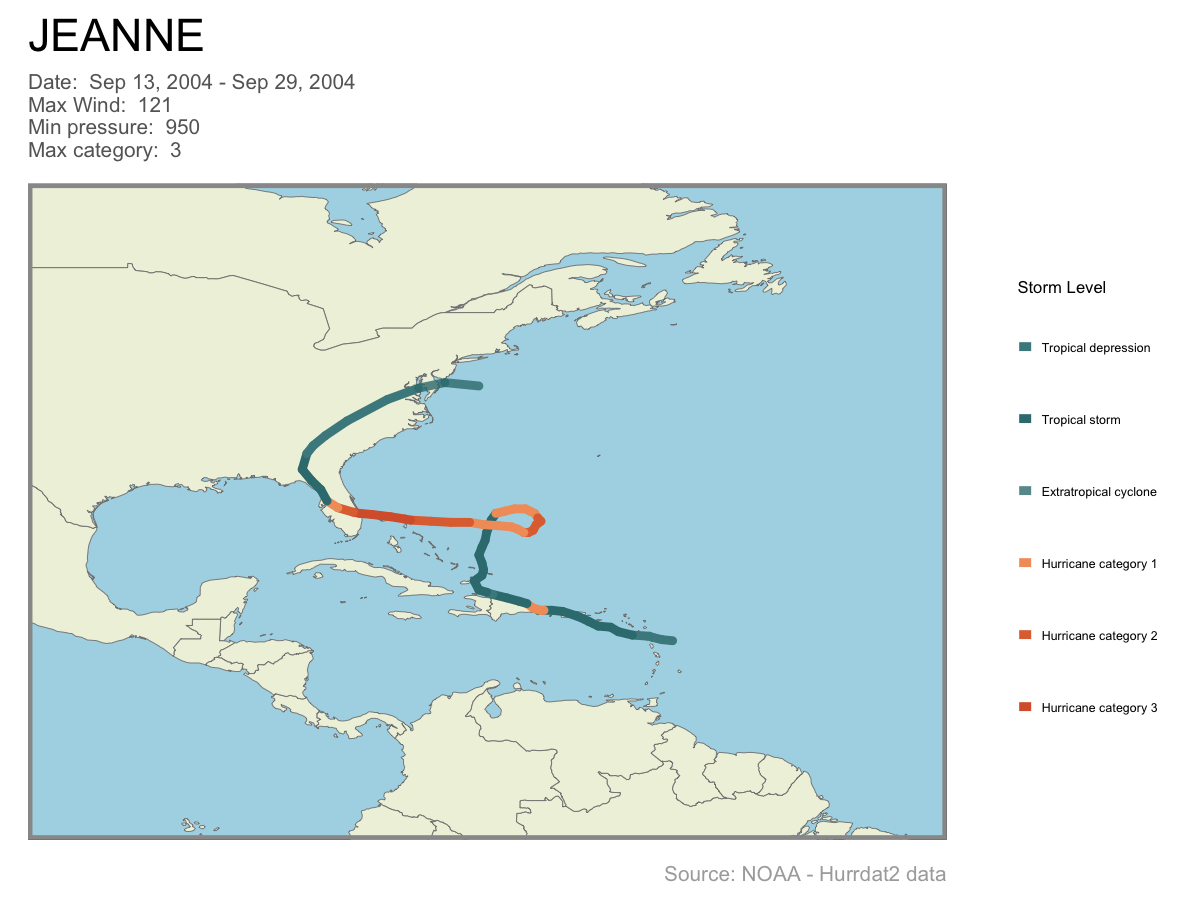 JEANNE
Date:  Sep 13, 2004 - Sep 29, 2004
Max Wind:  121
Min pressure:  950
Max category:  3
Storm Level
Tropical depression
Tropical storm
Extratropical cyclone
Hurricane category 1
Hurricane category 2
Hurricane category 3
Source: NOAA - Hurrdat2 data